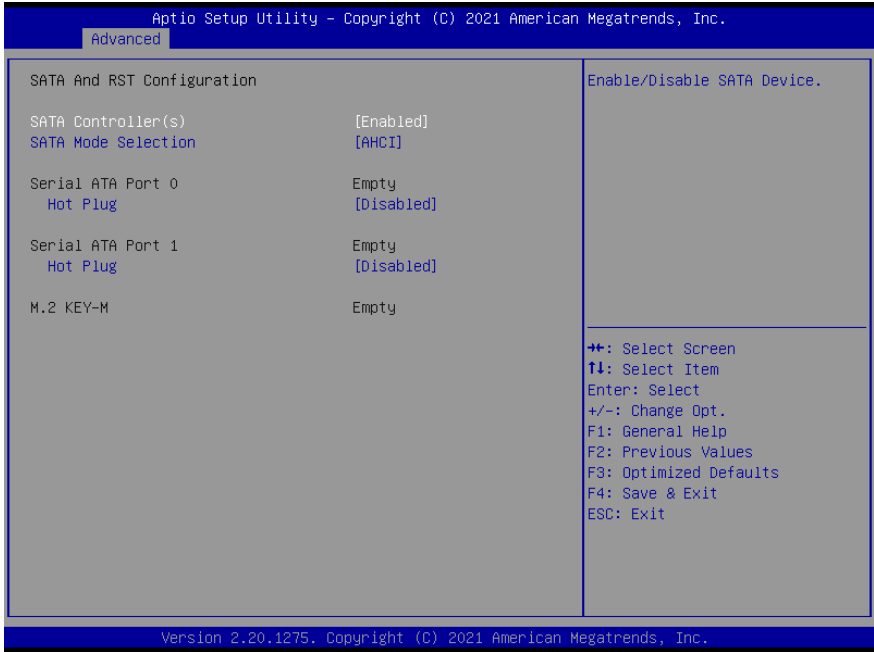 Aptio Setup Utility – Copyright (C) 2021 American Megatrends, Inc.
Advanced
SATA And RST Configuration
SATA Controller(s) [Enabled]
SATA Mode Selection [AHCI]
Serial ATA Port 0 Empty
Hot Plug [Disabled]
Serial ATA Port 1 Empty
Hot Plug [Disabled]
M.2 KEY-M Empty
Enable/Disable SATA Device.
→←: Select Screen
↑↓: Select Item
Enter: Select
+/-: Change Opt.
F1: General Help
F2: Previous Values
F3: Optimized Defaults
F4: Save & Exit
ESC: Exit
Version 2.20.1275. Copyright (C) 2021 American Megatrends, Inc.